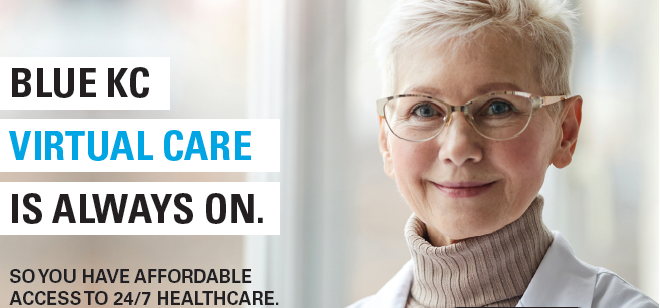 BLUE KC
VIRTUAL CARE
IS ALWAYS ON.
SO YOU HAVE AFFORDABLE
ACCESS TO 24/7 HEALTHCARE.